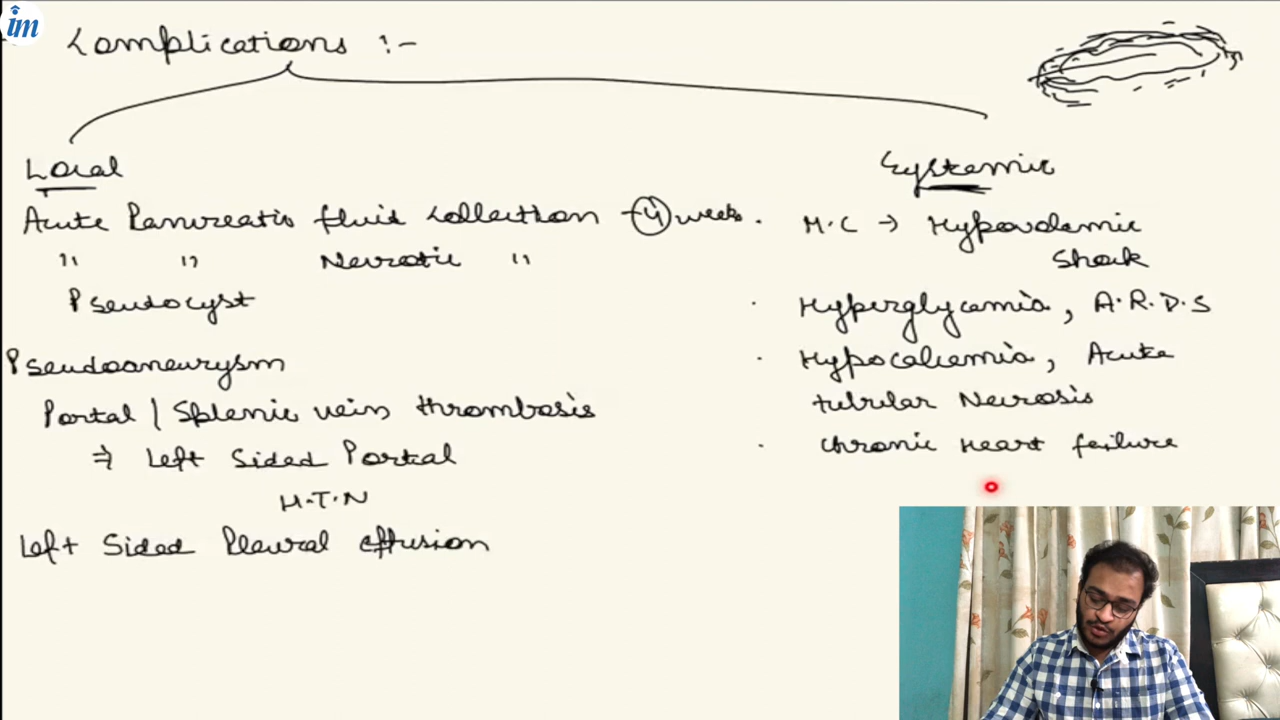 im
Complications :-
Local
Acute Pancreatic fluid Collection - 4 weeks.
" " Necrotic "
Pseudocyst
Pseudoaneurysm
Portal / Splenic vein thrombosis
⇒ Left Sided Portal
H.T.N
Left Sided Pleural effusion
Systemic
M.C → Hypovolemic
Shock
· Hyperglycemia, A.R.D.S
· Hypocalcemia, Acute
tubular Necrosis
· Chronic Heart failure